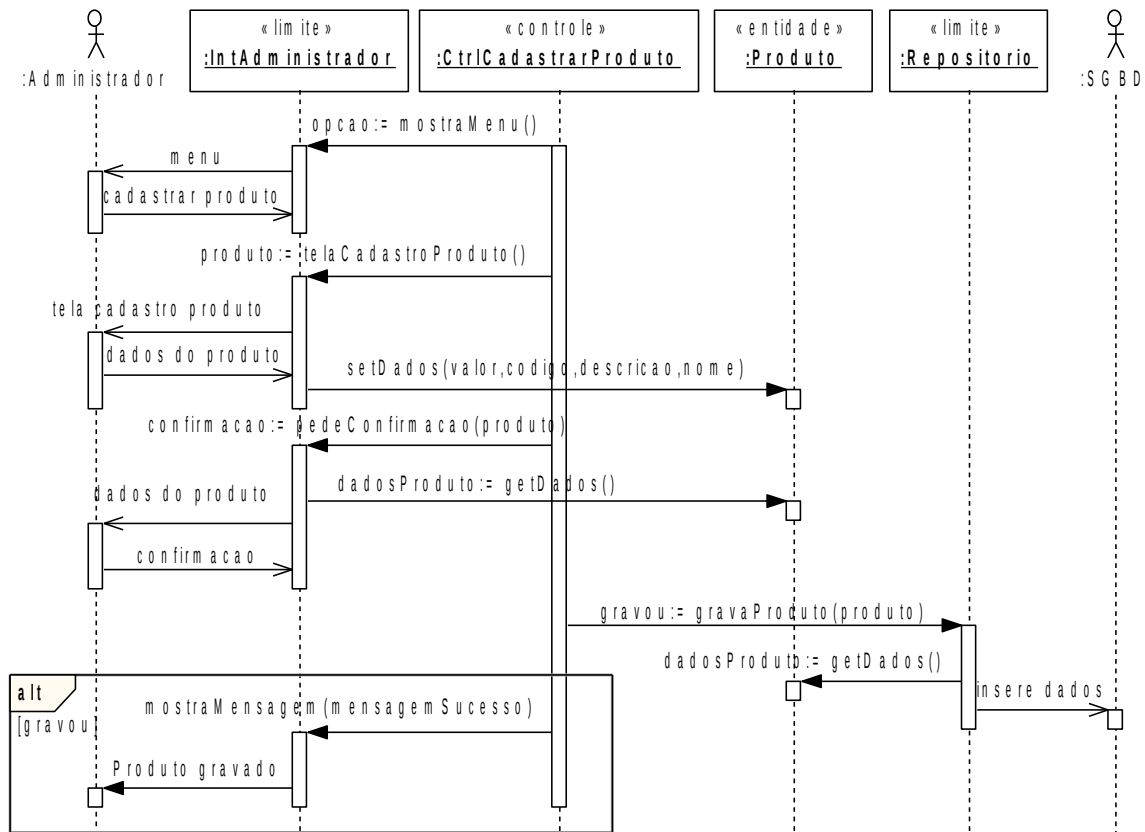 «limite»
«controle»
«entidade»
«limite»
:IntAdministrador
:CtrlCadastrarProduto
:Produto
:Repositorio
:Administrador
:SGBD
opcao:= mostraMenu()
menu
cadastrar produto
produto:= telaCadastroProduto()
tela cadastro produto
dados do produto
setDados(valor,codigo,descricao,nome)
confirmacao:= pedeConfirmacao(produto)
dadosProduto:= getDados()
dados do produto
confirmacao
gravou:= gravaProduto(produto)
dadosProduto:= getDados()
insere dados
alt
[gravou]
mostraMensagem(mensagemSucesso)
Produto gravado